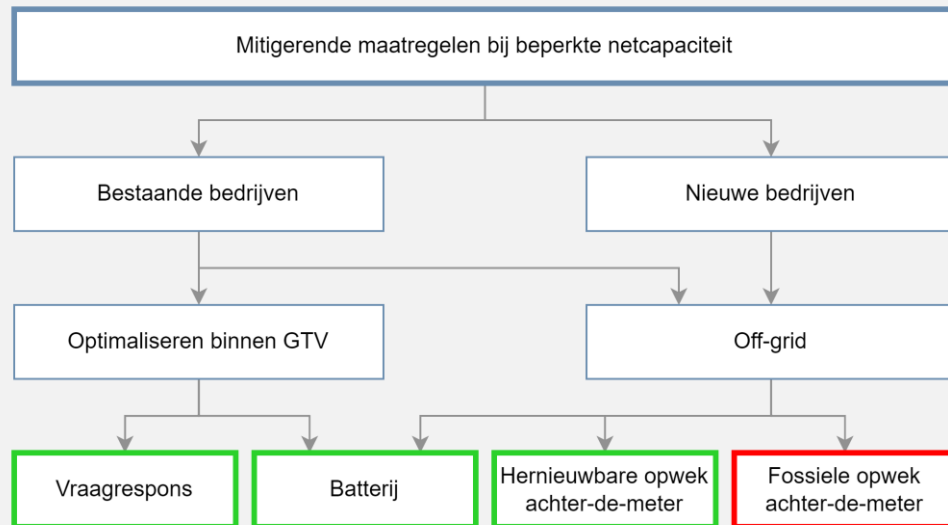 Mitigerende maatregelen bij beperkte netcapaciteit
Bestaande bedrijven
Nieuwe bedrijven
Optimaliseren binnen GTV
Off-grid
Vraagrespons
Batterij
Hernieuwbare opwek
achter-de-meter
Fossiele opwek
achter-de-meter